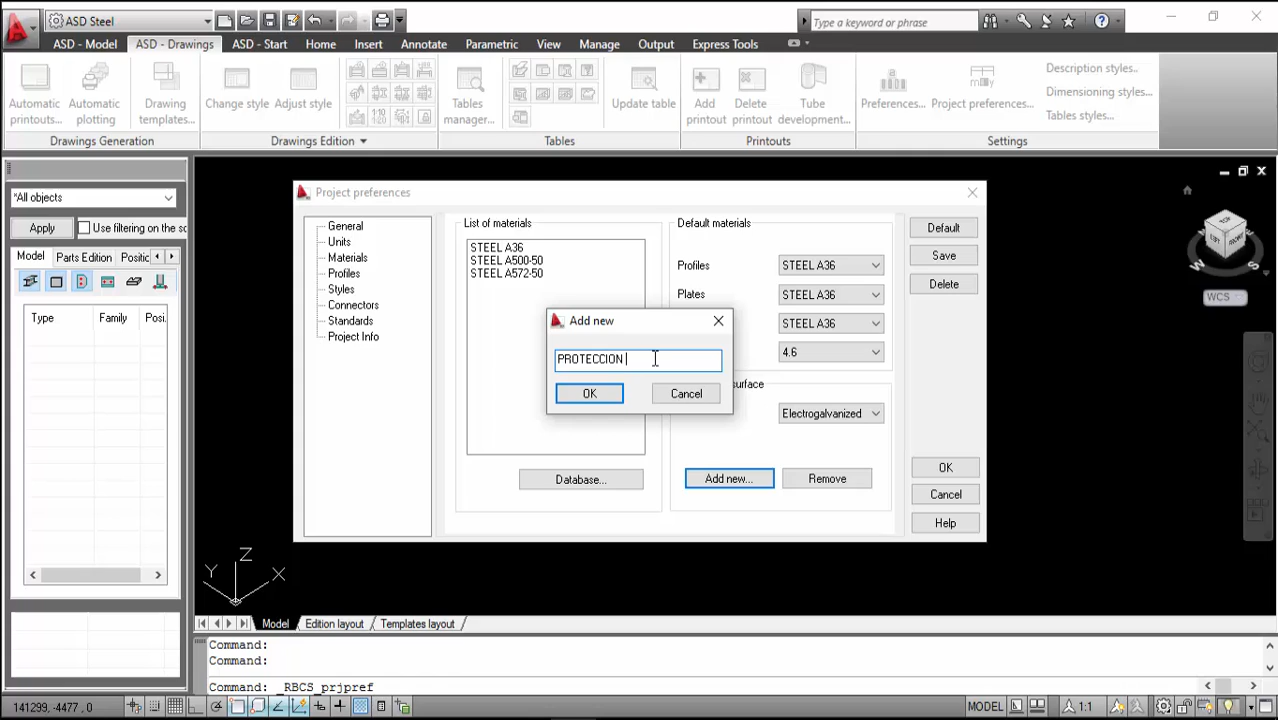 ASD Steel
Type a keyword or phrase
ASD - Model
ASD - Drawings
ASD - Start
Home
Insert
Annotate
Parametric
View
Manage
Output
Express Tools
Automatic printouts...
Automatic plotting
Drawing templates...
Change style
Adjust style
Tables manager...
Update table
Add printout
Delete printout
Tube development...
Preferences...
Project preferences...
Description styles..
Dimensioning styles..
Tables styles...
Drawings Generation
Drawings Edition
Tables
Printouts
Settings
*All objects
Apply
Use filtering on the sc
Model
Parts Edition
Positic
Type
Family
Posi.
Project preferences
General
Units
Materials
Profiles
Styles
Connectors
Standards
Project Info
List of materials
STEEL A36
STEEL A500-50
STEEL A572-50
Database...
Default materials
Profiles
STEEL A36
Plates
STEEL A36
STEEL A36
4.6
surface
Electrogalvanized
Add new...
Remove
Default
Save
Delete
OK
Cancel
Help
Add new
PROTECCION
OK
Cancel
TOP
LEFT
FRONT
W
S
WCS
Z
Y
X
Model
Edition layout
Templates layout
Command:
Command:
Command: _RBCS_prjpref
141299, -4477 , 0
MODEL
1:1